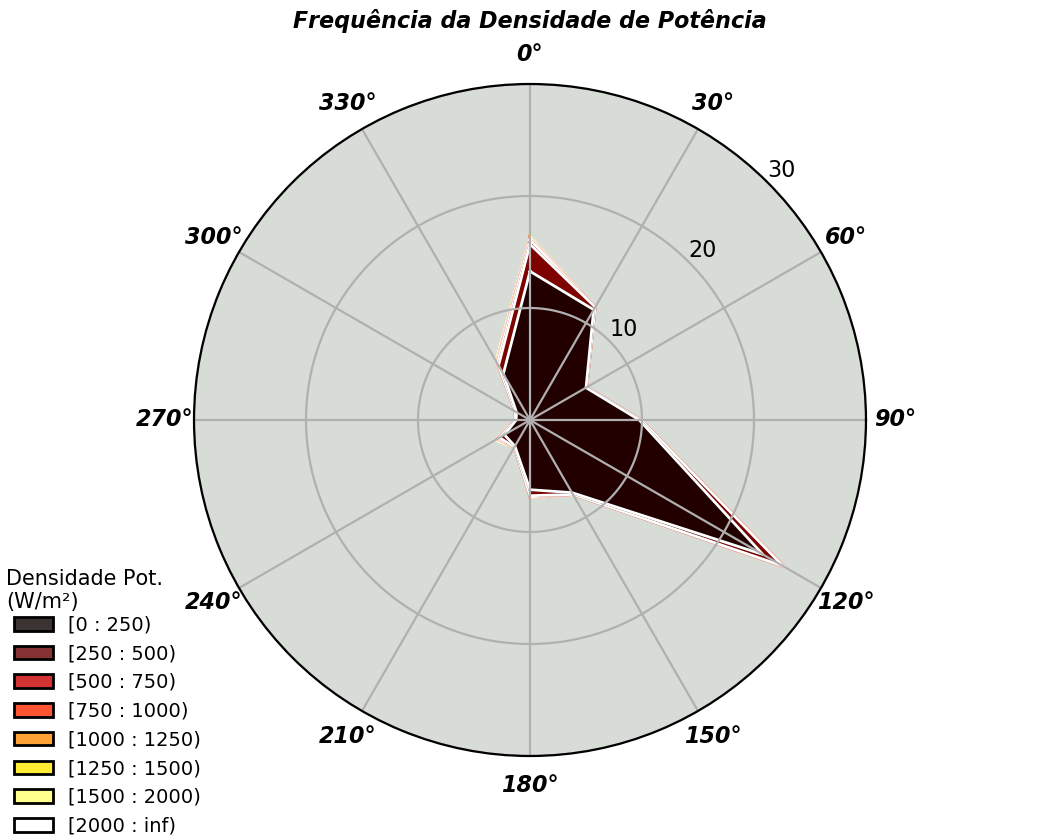 Frequência da Densidade de Potência
0°
330°
30°
30
300°
60°
20
10
270°
90°
240°
120°
210°
150°
180°
Densidade Pot.
(W/m²)
[0 : 250)
[250 : 500)
[500 : 750)
[750 : 1000)
[1000 : 1250)
[1250 : 1500)
[1500 : 2000)
[2000 : inf)